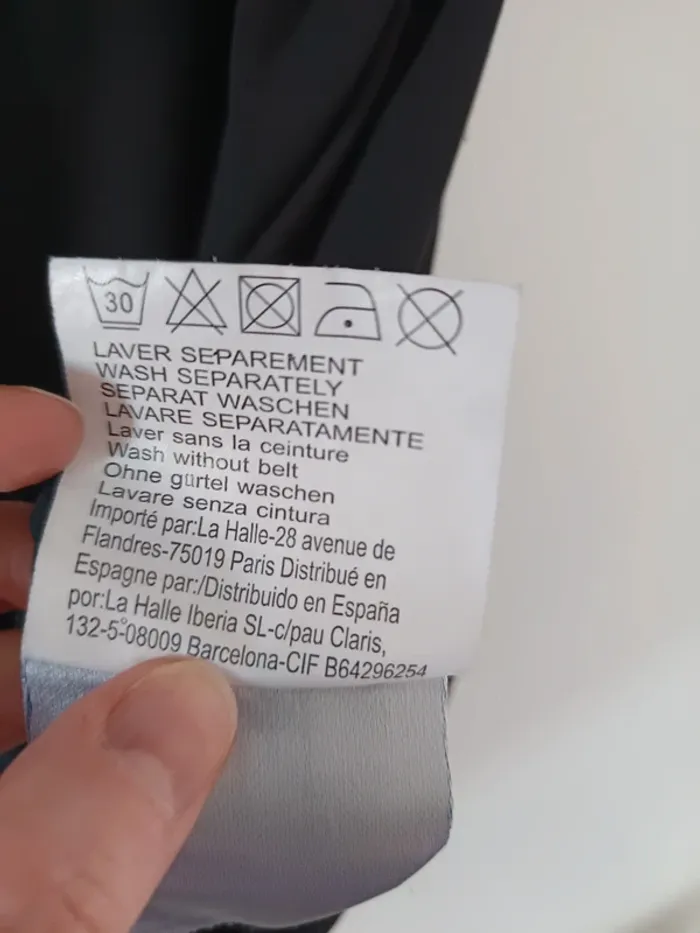 30
LAVER SEPAREMENT
WASH SEPARATELY
SEPARAT WASCHEN
LAVARE SEPARATAMENTE
Laver sans la ceinture
Wash without belt
Ohne gürtel waschen
Lavare senza cintura
Importé par:La Halle-28 avenue de
Flandres-75019 Paris Distribué en
Espagne par:/Distribuido en España
por:La Halle Iberia SL-c/pau Claris,
132-5°08009 Barcelona-CIF B64296254